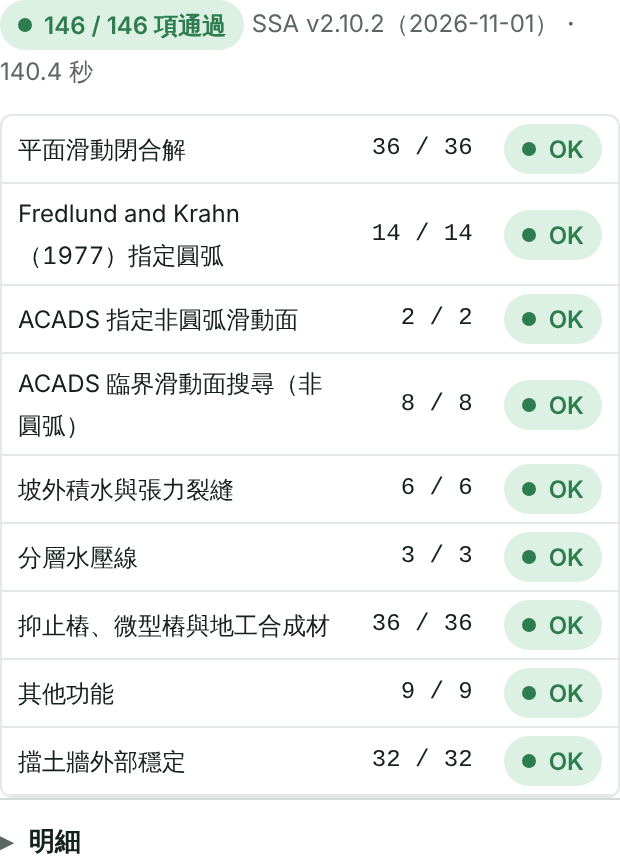 146 / 146 項通過 SSA v2.10.2（2026-11-01） ·
140.4 秒
平面滑動閉合解 36 / 36 OK
Fredlund and Krahn
（1977）指定圓弧 14 / 14 OK
ACADS 指定非圓弧滑動面 2 / 2 OK
ACADS 臨界滑動面搜尋（非
圓弧） 8 / 8 OK
坡外積水與張力裂縫 6 / 6 OK
分層水壓線 3 / 3 OK
抑止樁、微型樁與地工合成材 36 / 36 OK
其他功能 9 / 9 OK
擋土牆外部穩定 32 / 32 OK
明細